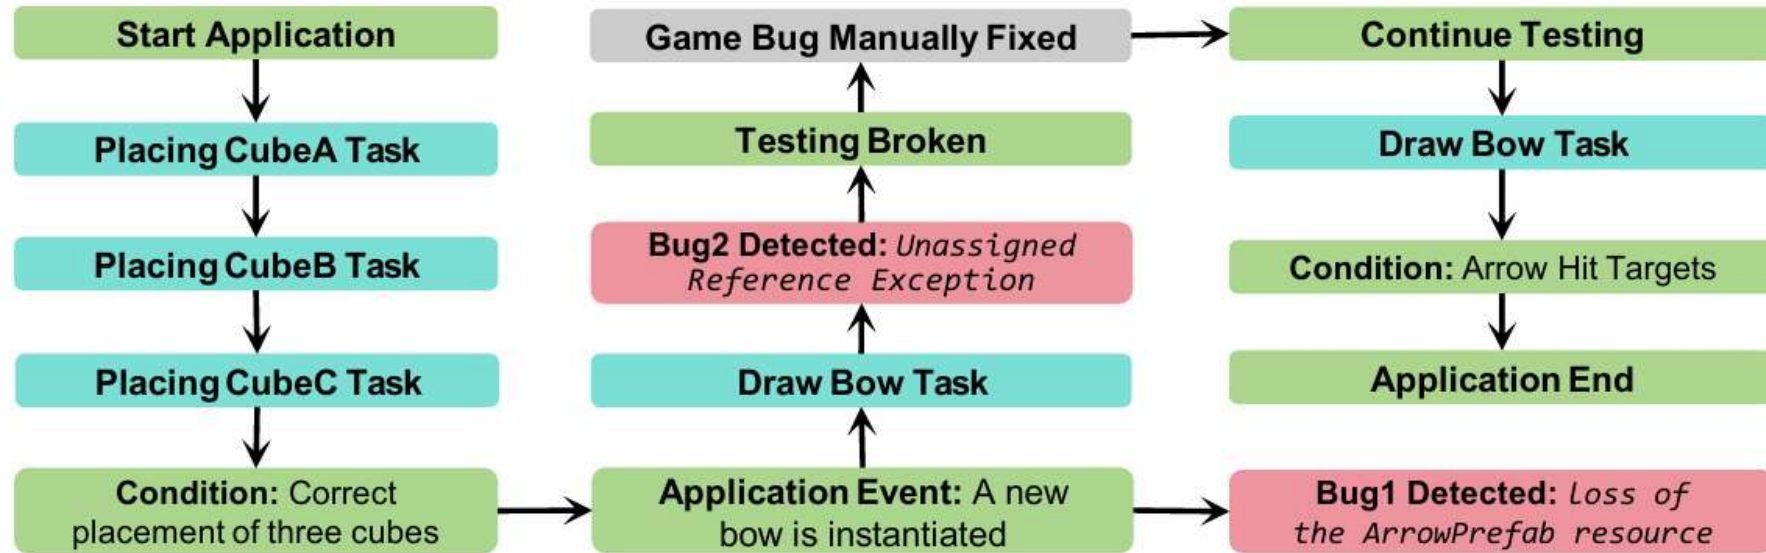 Start Application
Placing CubeA Task
Placing CubeB Task
Placing CubeC Task
Condition: Correct
placement of three cubes
Game Bug Manually Fixed
Testing Broken
Bug2 Detected: Unassigned
Reference Exception
Draw Bow Task
Application Event: A new
bow is instantiated
Continue Testing
Draw Bow Task
Condition: Arrow Hit Targets
Application End
Bug1 Detected: loss of
the ArrowPrefab resource